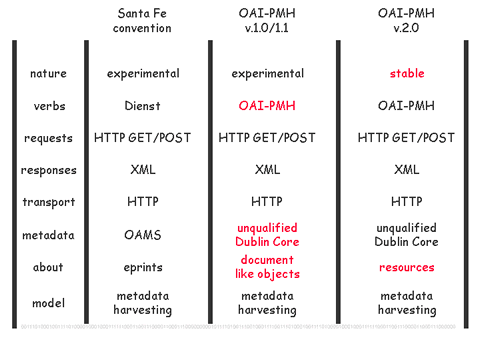 Santa Fe convention OAI-PMH v.1.0/1.1 OAI-PMH v.2.0
nature experimental experimental stable
verbs Dienst OAI-PMH OAI-PMH
requests HTTP GET/POST HTTP GET/POST HTTP GET/POST
responses XML XML XML
transport HTTP HTTP HTTP
metadata OAMS unqualified Dublin Core unqualified Dublin Core
about eprints document like objects resources
model metadata harvesting metadata harvesting metadata harvesting